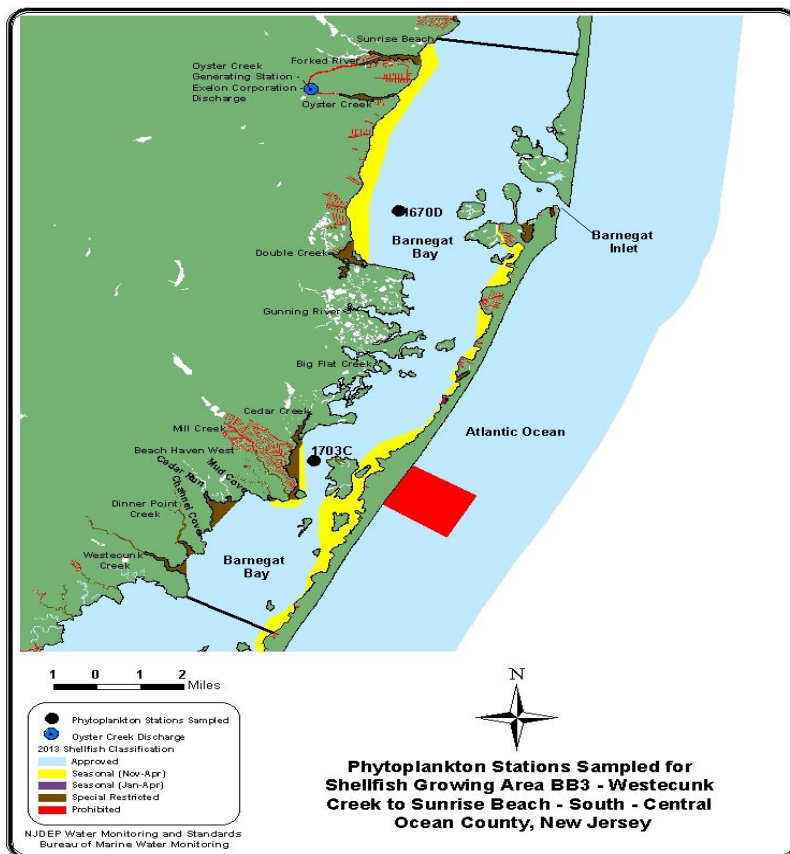 Sunrise Beach
Oyster Creek
Generating Station
Exelon Corporation
Discharge
Forked River
Oyster Creek
1670D
Barnegat
Bay
Barnegat
Inlet
Double Creek
Gunning River
Big Flat Creek
Cedar Creek
Mill Creek
Beach Haven West
1703C
Atlantic Ocean
Cedar Run
Mud Cove
Channel Cove
Dinner Point
Creek
Westecunk
Creek
Barnegat
Bay
1 0 1 2
Miles
N
Phytoplankton Stations Sampled
Oyster Creek Discharge
2013 Shellfish Classification
Approved
Seasonal (Nov-Apr)
Seasonal (Jan-Apr)
Special Restricted
Prohibited
NJDEP Water Monitoring and Standards
Bureau of Marine Water Monitoring
Phytoplankton Stations Sampled for
Shellfish Growing Area BB3 - Westecunk
Creek to Sunrise Beach - South - Central
Ocean County, New Jersey